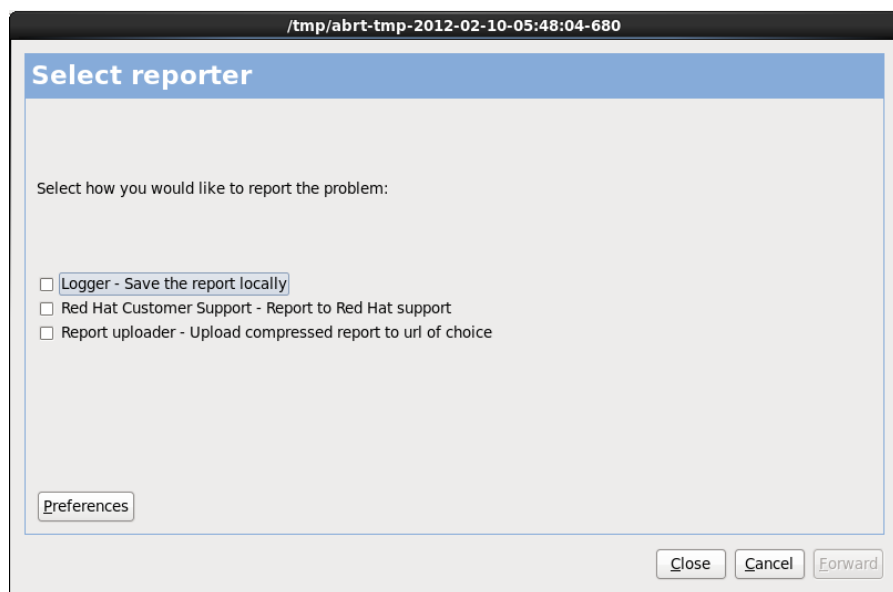 /tmp/abrt-tmp-2012-02-10-05:48:04-680
Select reporter
Select how you would like to report the problem:
Logger - Save the report locally
Red Hat Customer Support - Report to Red Hat support
Report uploader - Upload compressed report to url of choice
Preferences
Close Cancel Forward